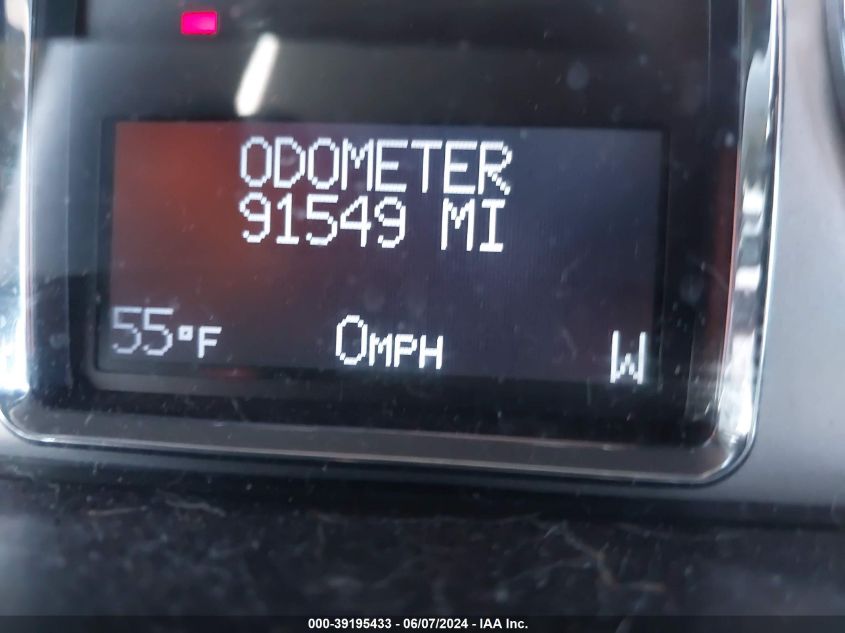 ODOMETER
91549 MI
55°F 0MPH W
000-39195433 - 06/07/2024 - IAA Inc.